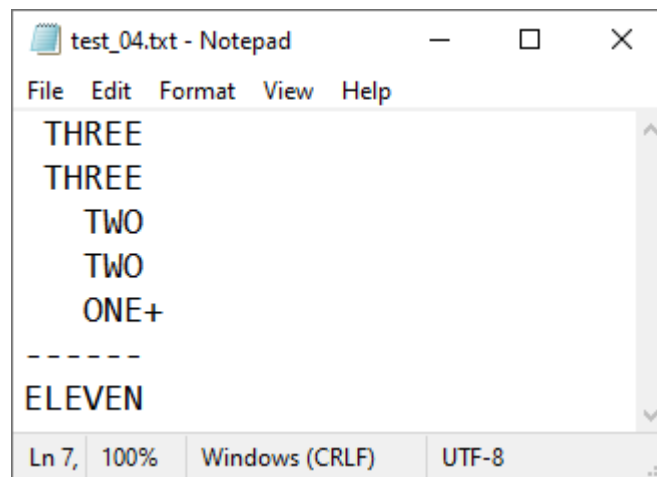 test_04.txt - Notepad
File Edit Format View Help
THREE
THREE
TWO
TWO
ONE+
------
ELEVEN
Ln 7, 100% Windows (CRLF) UTF-8